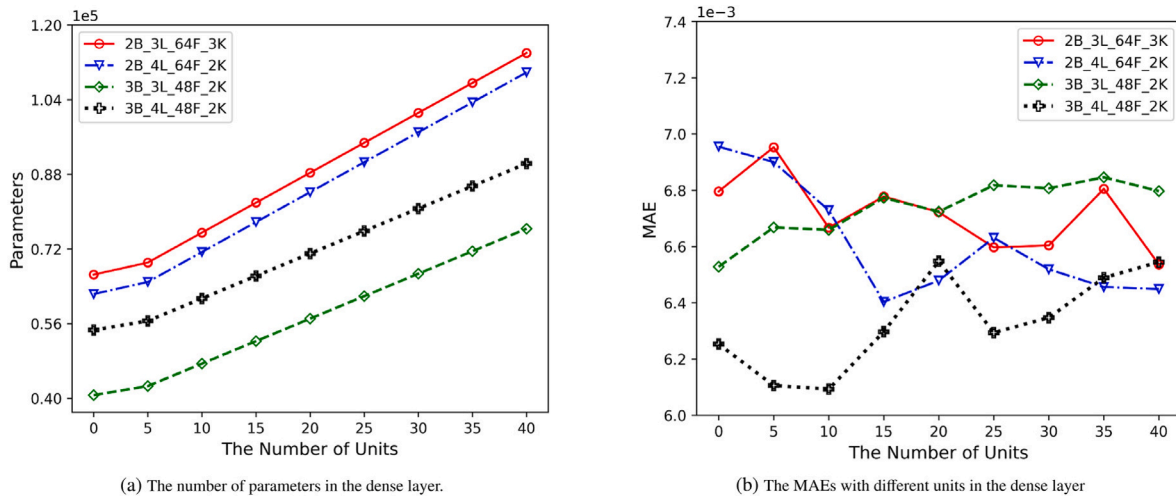 1e5
1.20
1.04
0.88
0.72
0.56
0.40
Parameters
2B_3L_64F_3K
2B_4L_64F_2K
3B_3L_48F_2K
3B_4L_48F_2K
0 5 10 15 20 25 30 35 40
The Number of Units
(a) The number of parameters in the dense layer.
1e−3
7.4
7.2
7.0
6.8
6.6
6.4
6.2
6.0
MAE
2B_3L_64F_3K
2B_4L_64F_2K
3B_3L_48F_2K
3B_4L_48F_2K
0 5 10 15 20 25 30 35 40
The Number of Units
(b) The MAEs with different units in the dense layer